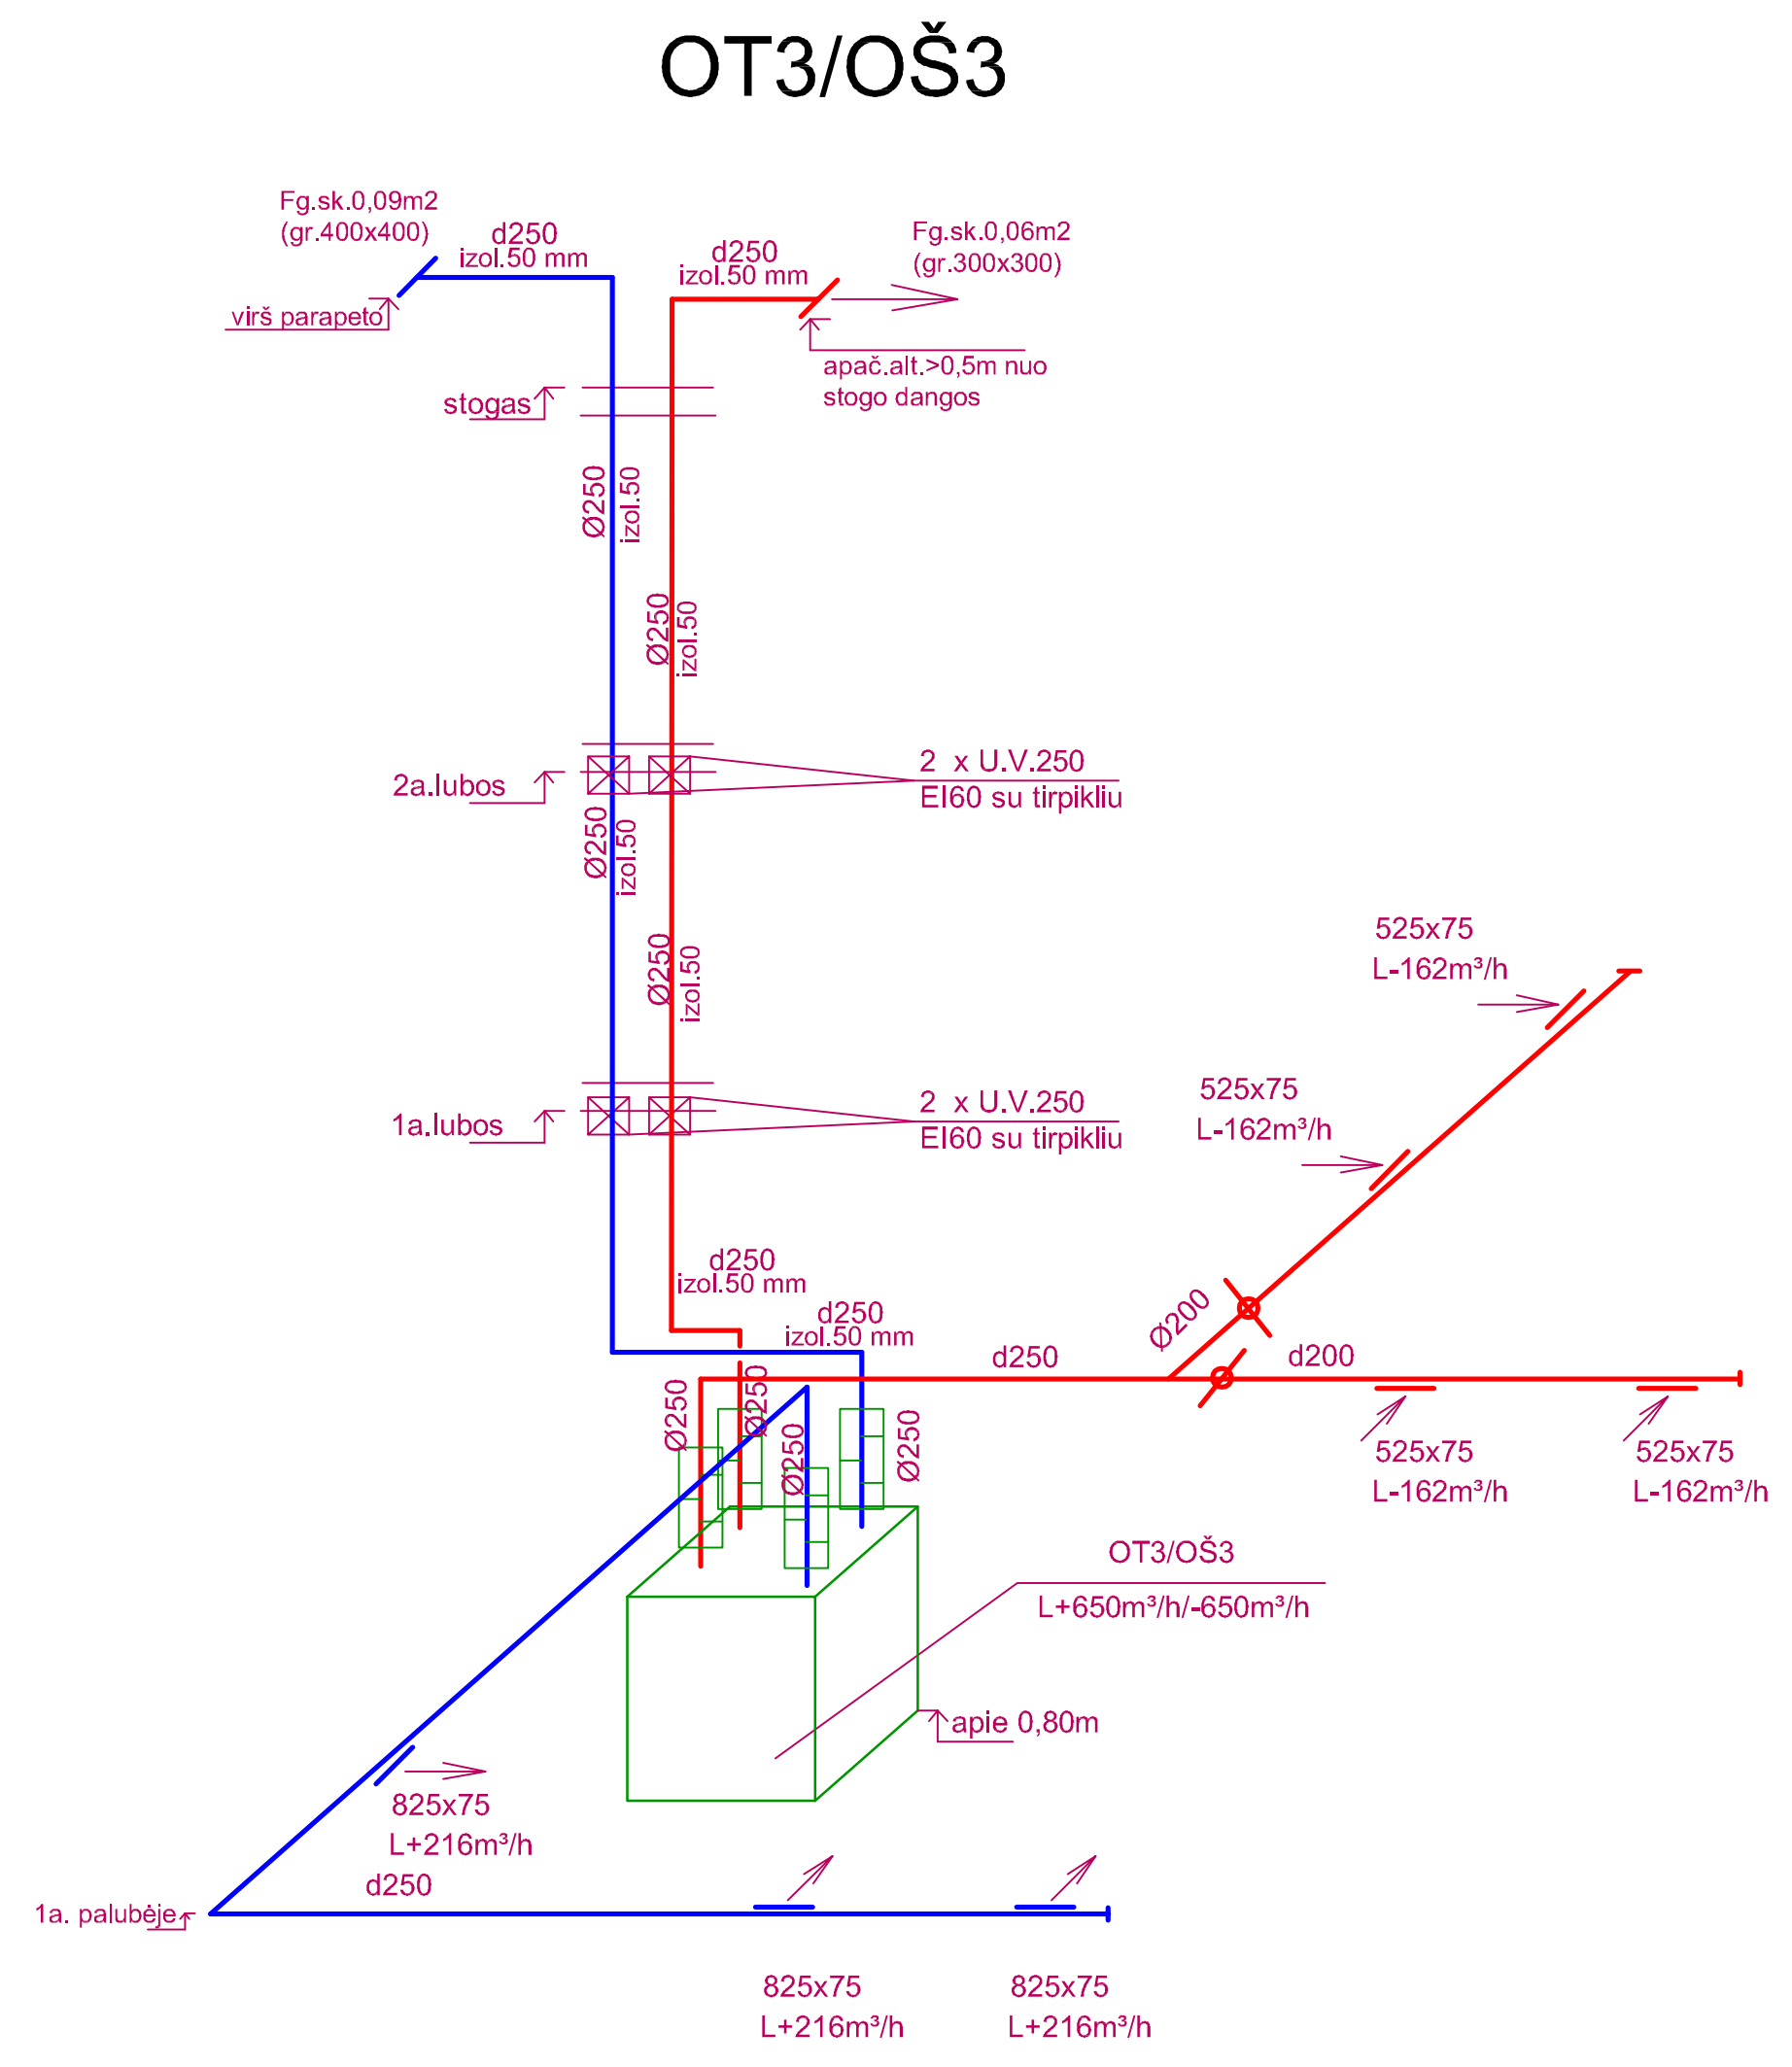 OT3/OŠ3
Fg.sk.0,09m2
(gr.400x400)
d250
izol.50 mm
d250
izol.50 mm
Fg.sk.0,06m2
(gr.300x300)
virš parapeto
apač.alt.>0,5m nuo
stogo dangos
stogas
Ø250
izol.50
Ø250
izol.50
2a.lubos
2 x U.V.250
EI60 su tirpikliu
Ø250
izol.50
Ø250
izol.50
525x75
L-162m³/h
525x75
L-162m³/h
1a.lubos
2 x U.V.250
EI60 su tirpikliu
d250
izol.50 mm
d250
izol.50 mm
Ø200
d250
d200
Ø250
Ø250
Ø250
Ø250
525x75
L-162m³/h
525x75
L-162m³/h
OT3/OŠ3
L+650m³/h/-650m³/h
apie 0,80m
825x75
L+216m³/h
d250
1a. palubėje
825x75
L+216m³/h
825x75
L+216m³/h